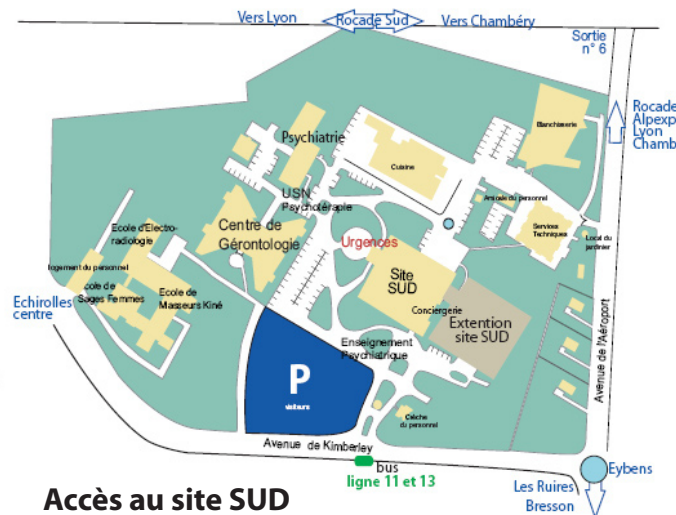 Vers Lyon
Rocade Sud
Vers Chambéry
Sortie
n° 6
Rocade
Alpexp
Lyon
Chamb
Blanchisserie
Psychiatrie
Cuisine
USN
Psychotérapie
Amicale du personnel
Ecole d'Electro-
radiologie
Centre de
Gérontologie
Urgences
Services
Techniques
Local du
jardinier
logement du personnel
cole de
Sages Femmes
Ecole de
Masseurs Kiné
Site
SUD
Echirolles
centre
Conciergerie
Extention
site SUD
Avenue de l'Aéroport
Enseignement
Psychiatrique
P
visiteurs
Crèche
du personnel
Avenue de Kimberley
bus
ligne 11 et 13
Eybens
Les Ruires
Bresson
Accès au site SUD